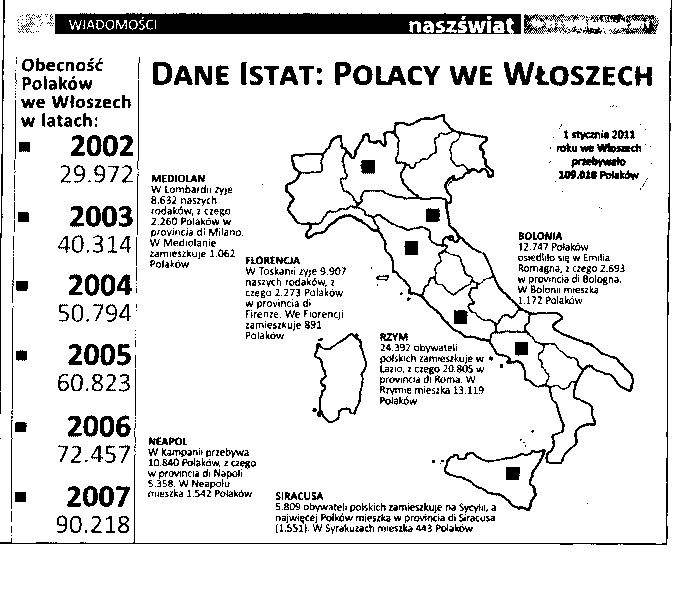 WIADOMOŚCI
naszświat
Obecność
Polaków
we Włoszech
w latach:
2002
29.972
2003
40.314
2004
50.794
2005
60.823
2006
72.457
2007
90.218
DANE ISTAT: POLACY WE WŁOSZECH
1 stycznia 2011
roku we Włoszech
przebywało
109.018 Polaków
MEDIOLAN
W Lombardii żyje
8.632 naszych
rodaków, z czego
2.260 Polaków w
provincia di Milano.
W Mediolanie
zamieszkuje 1.062
Polaków
FLORENCJA
W Toskanii żyje 9.907
naszych rodaków, z
czego 2.273 Polaków
w provincia di
Firenze. We Florencji
zamieszkuje 891
Polaków
BOLONIA
12.747 Polaków
osiedliło się w Emilia
Romagna, z czego 2.693
w provincia di Bologna.
W Bolonii mieszka
1.172 Polaków
RZYM
24.392 obywateli
polskich zamieszkuje w
Lazio, z czego 20.805 w
provincia di Roma. W
Rzymie mieszka 13.119
Polaków
NEAPOL
W Kampanii przebywa
10.840 Polaków, z czego
w provincia di Napoli
5.358. W Neapolu
mieszka 1.542 Polaków
SIRACUSA
5.809 obywateli polskich zamieszkuje na Sycylii, a
najwięcej Polków mieszka w provincia di Siracusa
(1.551). W Syrakuzach mieszka 443 Polaków